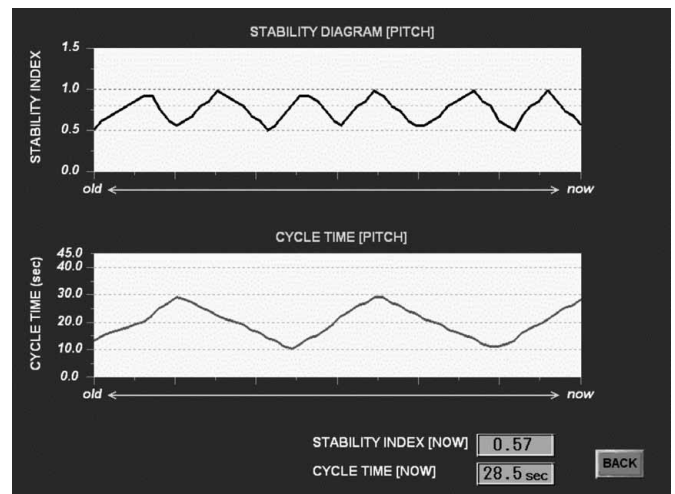 STABILITY DIAGRAM [PITCH]
STABILITY INDEX
1.5
1.0
0.5
0.0
old now
CYCLE TIME [PITCH]
CYCLE TIME (sec)
45.0
40.0
30.0
20.0
10.0
0.0
old now
STABILITY INDEX [NOW] 0.57
CYCLE TIME [NOW] 28.5 sec
BACK